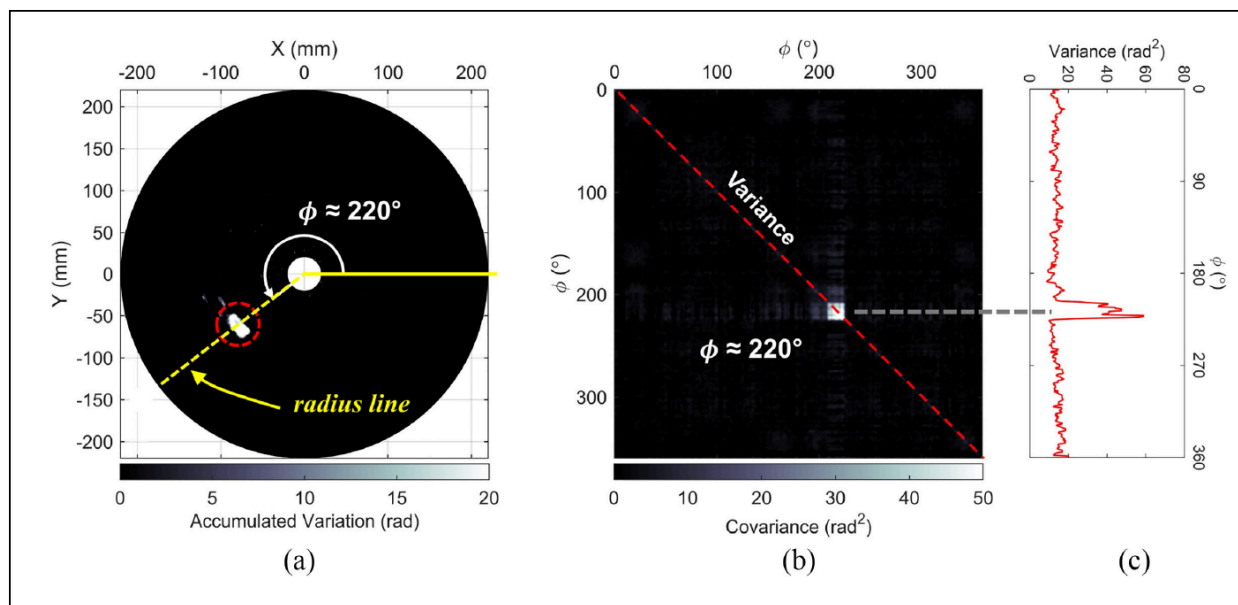 X (mm)
-200 -100 0 100 200
Y (mm)
200
150
100
50
0
-50
-100
-150
-200
ϕ ≈ 220°
radius line
0 5 10 15 20
Accumulated Variation (rad)
(a)
ϕ (°)
0 100 200 300
ϕ (°)
0
100
200
300
Variance
ϕ ≈ 220°
0 10 20 30 40 50
Covariance (rad²)
(b)
Variance (rad²)
0 20 40 60 80
0
90
180
270
360
ϕ (°)
(c)